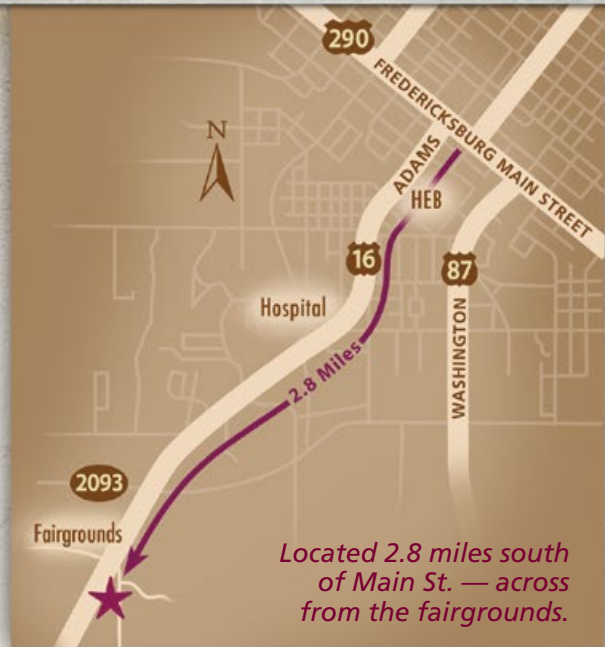 290
FREDERICKSBURG MAIN STREET
N
ADAMS
HEB
16
87
Hospital
WASHINGTON
2.8 Miles
2093
Fairgrounds
Located 2.8 miles south
of Main St. — across
from the fairgrounds.